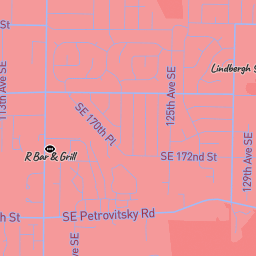 St
Lindbergh S
113th Ave SE
125th Ave SE
SE 170th Pl
R Bar & Grill
SE 172nd St
129th Ave SE
h St
SE Petrovitsky Rd
SE